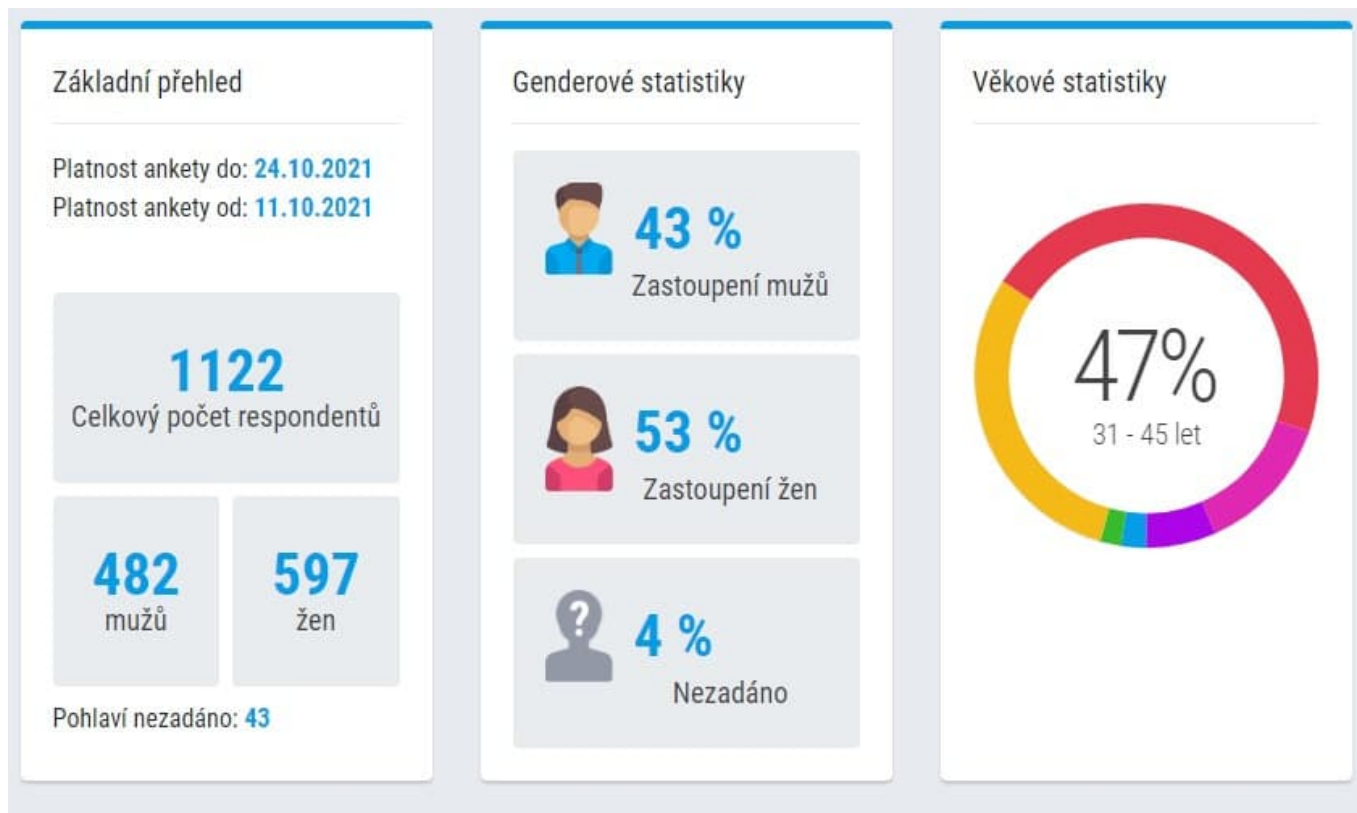 Základní přehled
Platnost ankety do: 24.10.2021
Platnost ankety od: 11.10.2021
1122
Celkový počet respondentů
482
mužů
597
žen
Pohlaví nezadáno: 43
Genderové statistiky
43 %
Zastoupení mužů
53 %
Zastoupení žen
?
4 %
Nezadáno
Věkové statistiky
47%
31 - 45 let